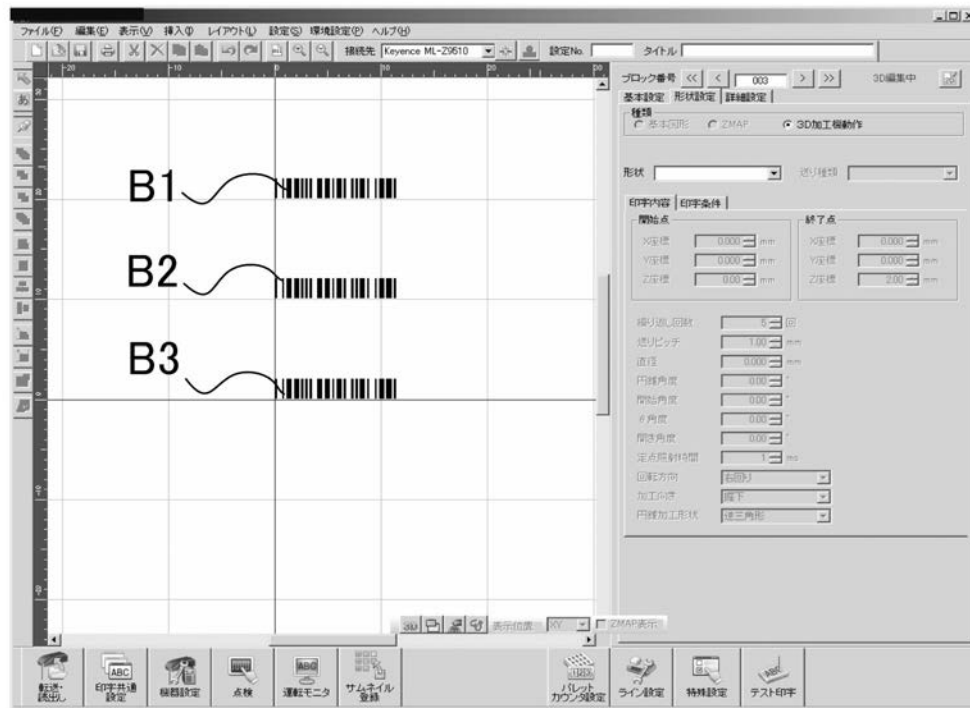 ファイル(F) 編集(E) 表示(V) 挿入(I) レイアウト(L) 設定(S) 環境設定(P) ヘルプ(H)
接続先 Keyence ML-Z9510 設定No. タイトル
ブロック番号 << < 003 > >> 3D編集中
基本設定 形状設定 詳細設定
種類
基本図形 ZMAP 3D加工機動作
形状 送り種類
印字内容 印字条件
開始点 終了点
X座標 0.000 mm X座標 0.000 mm
Y座標 0.000 mm Y座標 0.000 mm
Z座標 0.00 mm Z座標 2.00 mm
繰り返し回数 5 回
送りピッチ 1.00 mm
直径 0.000 mm
円錐角度 0.00 °
開始角度 0.00 °
θ角度 0.00 °
開き角度 0.00 °
定点照射時間 1 ms
回転方向 右回り
加工向き
円錐加工形状 逆三角形
-20 -10 0 10 20 30
B1
B2
B3
3D 表示位置 XY ZMAP表示
転送・読出し
印字共通設定
機器設定
点検
運転モニタ
サムネイル登録
パレットカウンタ設定
ライン設定
特殊設定
テスト印字